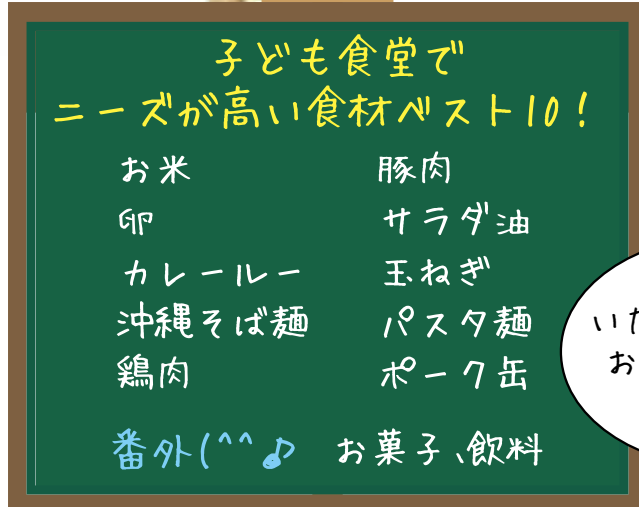 子ども食堂で
ニーズが高い食材ベスト10！
お米
卵
カレールー
沖縄そば麺
鶏肉
豚肉
サラダ油
玉ねぎ
パスタ麺
ポーク缶
番外(^^♪ お菓子、飲料
い
お